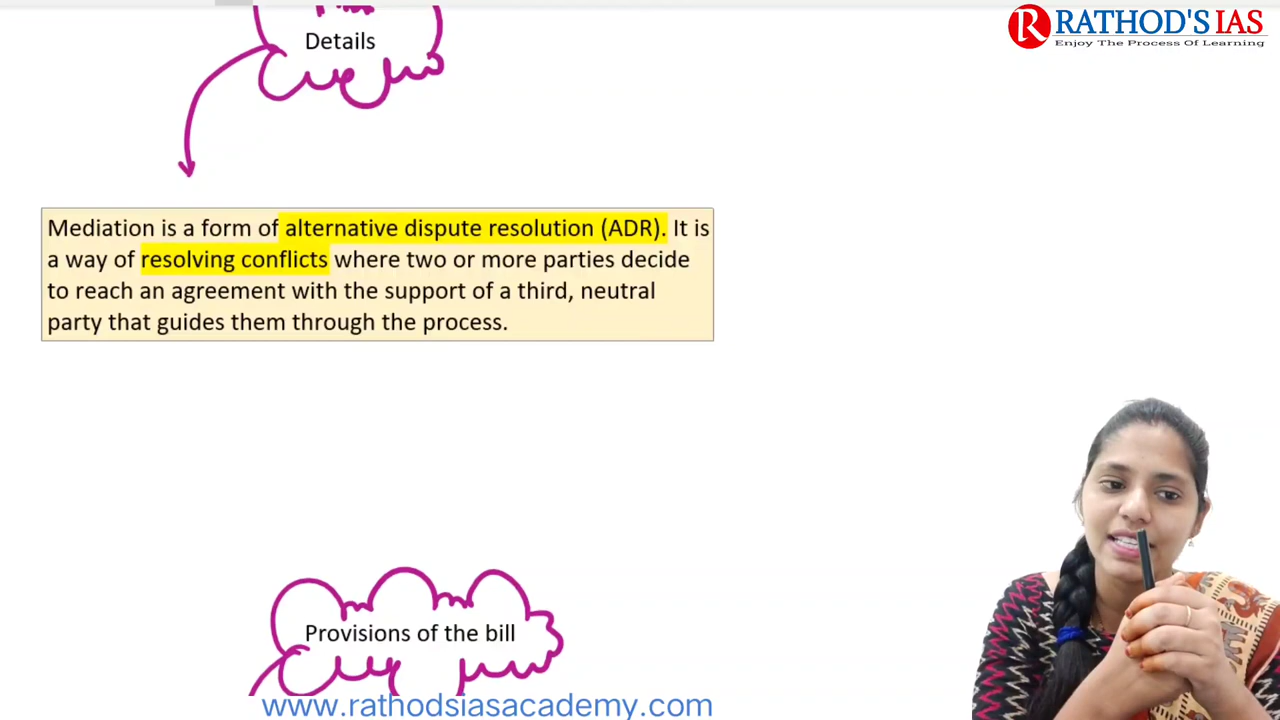 RATHOD'S IAS
Enjoy The Process Of Learning
Details
Mediation is a form of alternative dispute resolution (ADR). It is
a way of resolving conflicts where two or more parties decide
to reach an agreement with the support of a third, neutral
party that guides them through the process.
Provisions of the bill
www.rathodsiasacademy.com